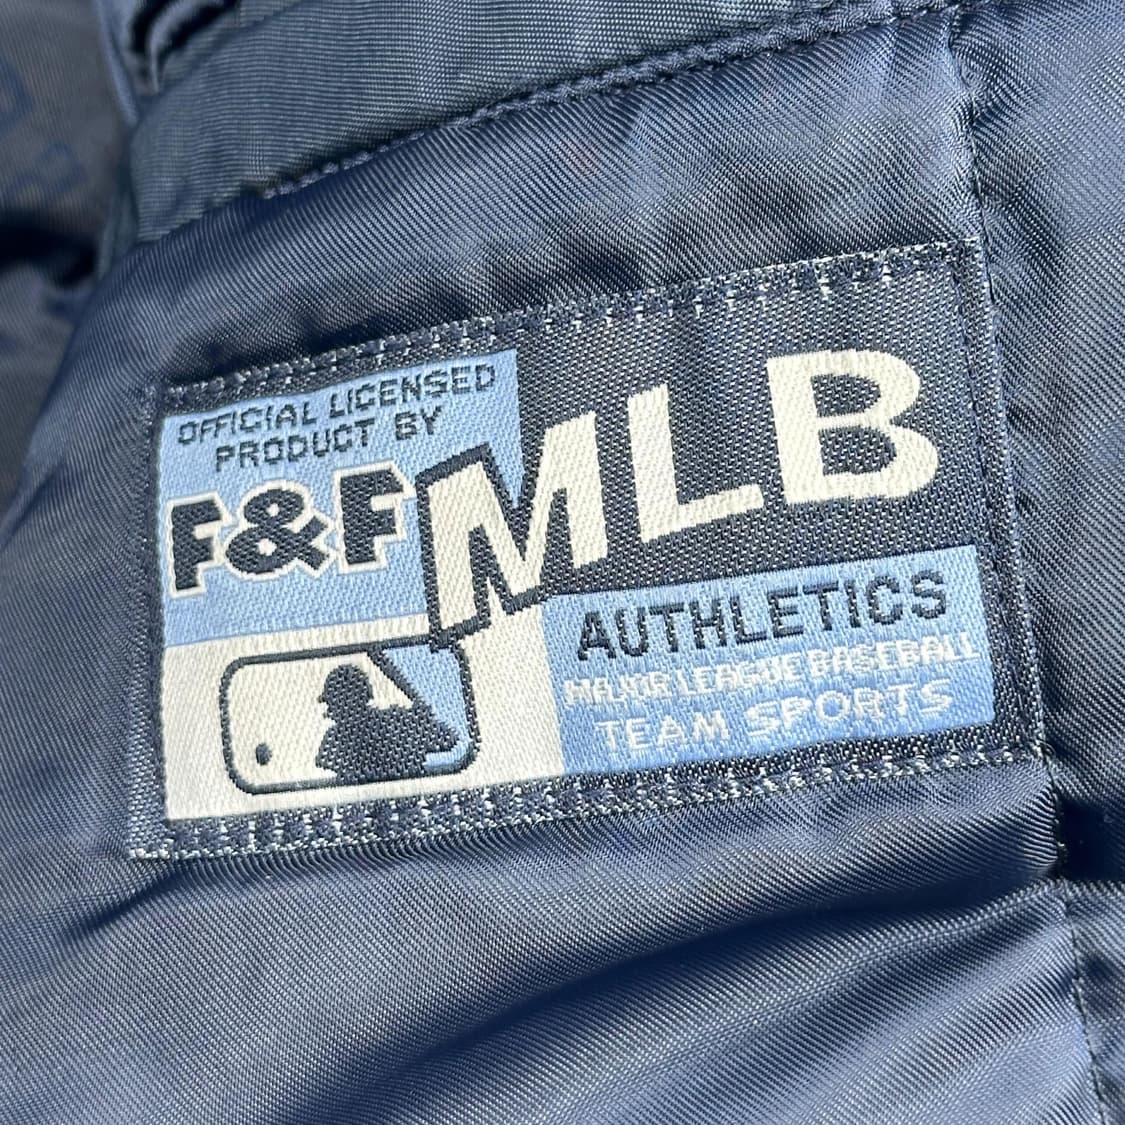 OFFICIAL LICENSED
PRODUCT BY
F&F
MLB
AUTHLETICS
MAJOR LEAGUE BASEBALL
TEAM SPORTS